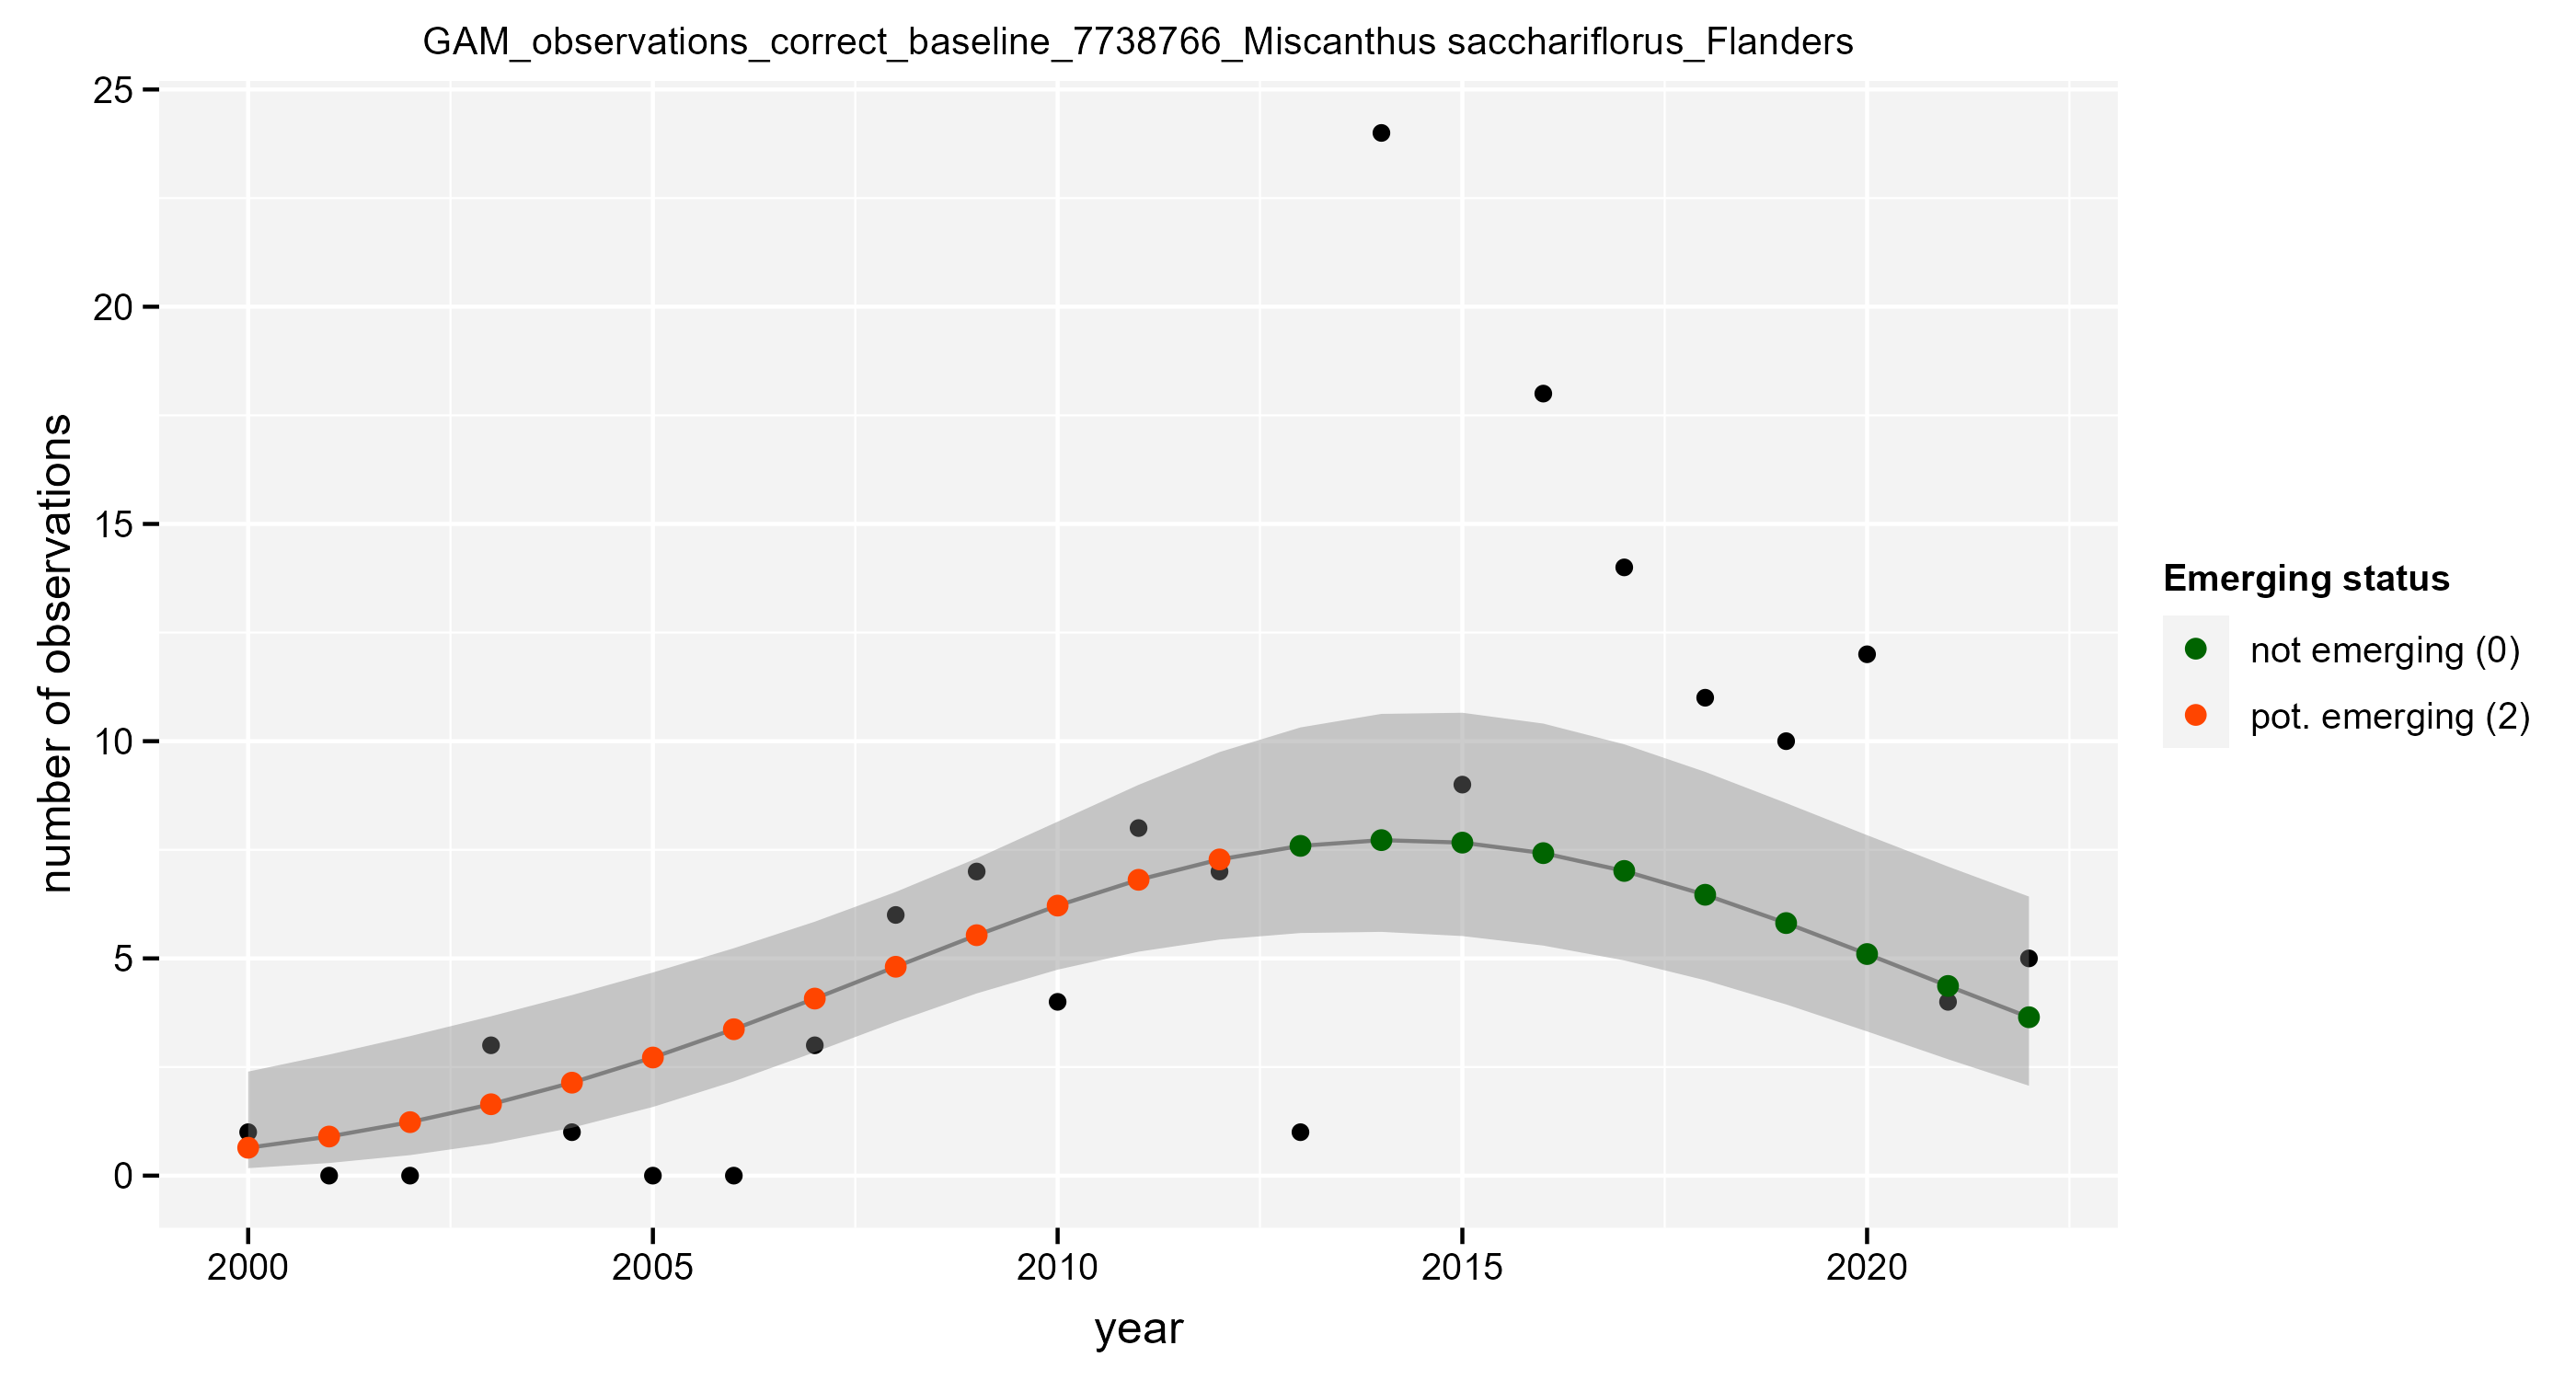 GAM_observations_correct_baseline_7738766_Miscanthus sacchariflorus_Flanders
number of observations
25
20
15
10
5
0
2000
2005
2010
2015
2020
year
Emerging status
not emerging (0)
pot. emerging (2)